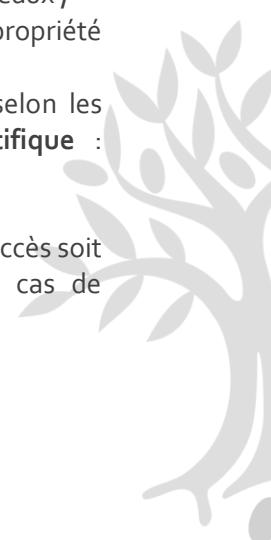 propriété
selon les
tifique :
ccès soit
cas de